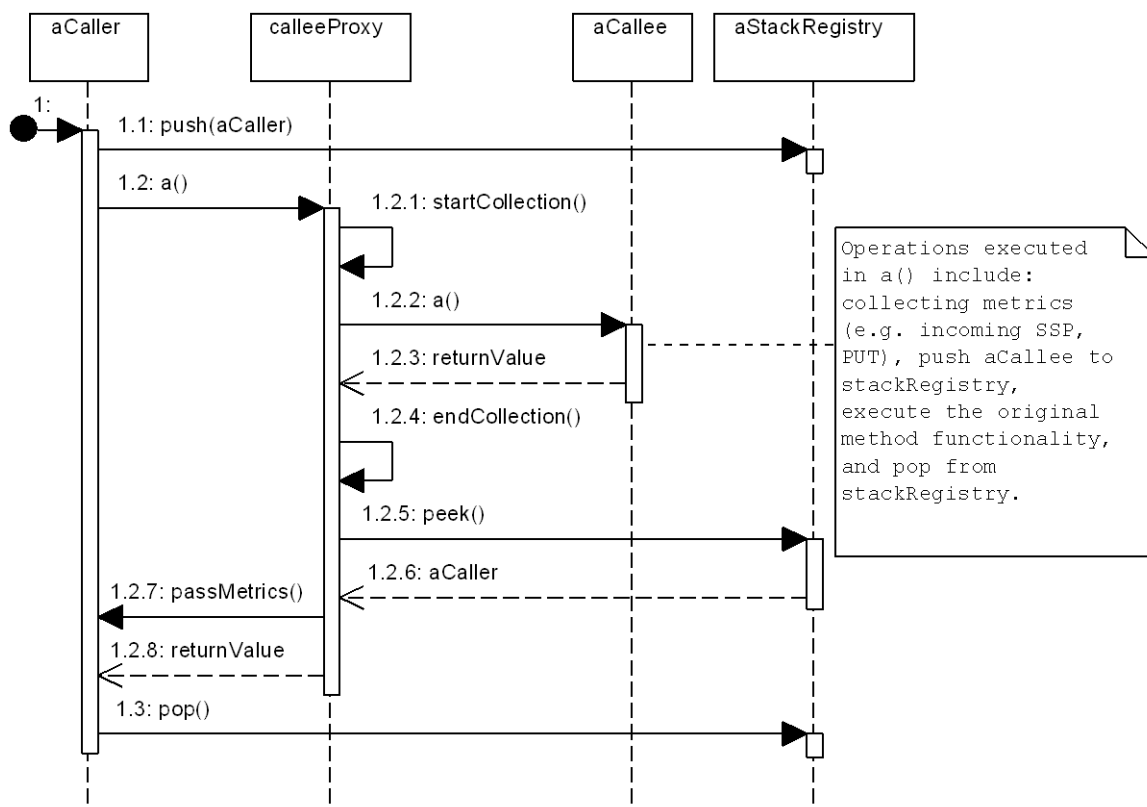 aCaller
calleeProxy
aCallee
aStackRegistry
1:
1.1: push(aCaller)
1.2: a()
1.2.1: startCollection()
1.2.2: a()
1.2.3: returnValue
1.2.4: endCollection()
1.2.5: peek()
1.2.6: aCaller
1.2.7: passMetrics()
1.2.8: returnValue
1.3: pop()
Operations executed
in a() include:
collecting metrics
(e.g. incoming SSP,
PUT), push aCallee to
stackRegistry,
execute the original
method functionality,
and pop from
stackRegistry.